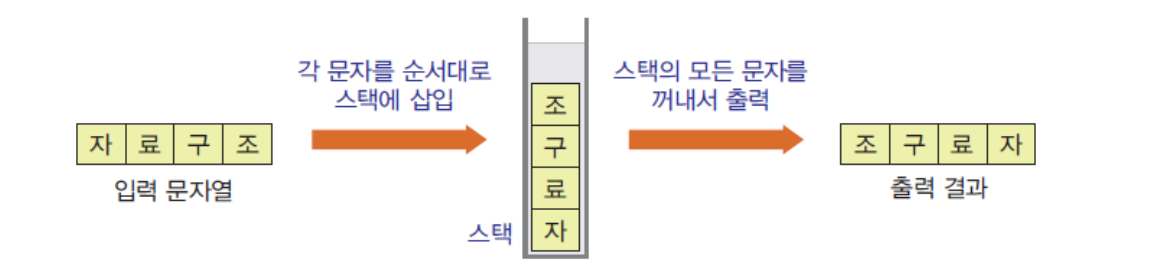 자 료 구 조
입력 문자열
각 문자를 순서대로
스택에 삽입
조
구
료
자
스택
스택의 모든 문자를
꺼내서 출력
조 구 료 자
출력 결과